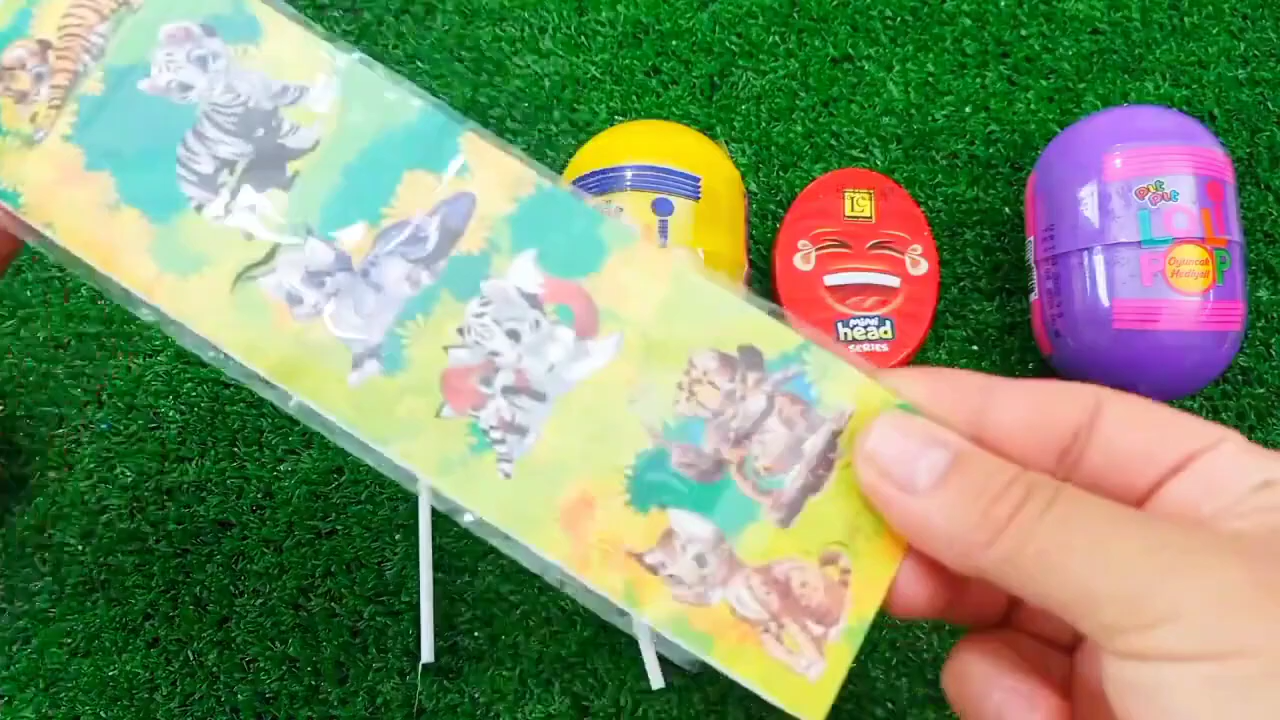 LC
mini
head
SERIES
Pit
Pit
LOLI
POP
Oyuncak
Hediyeli